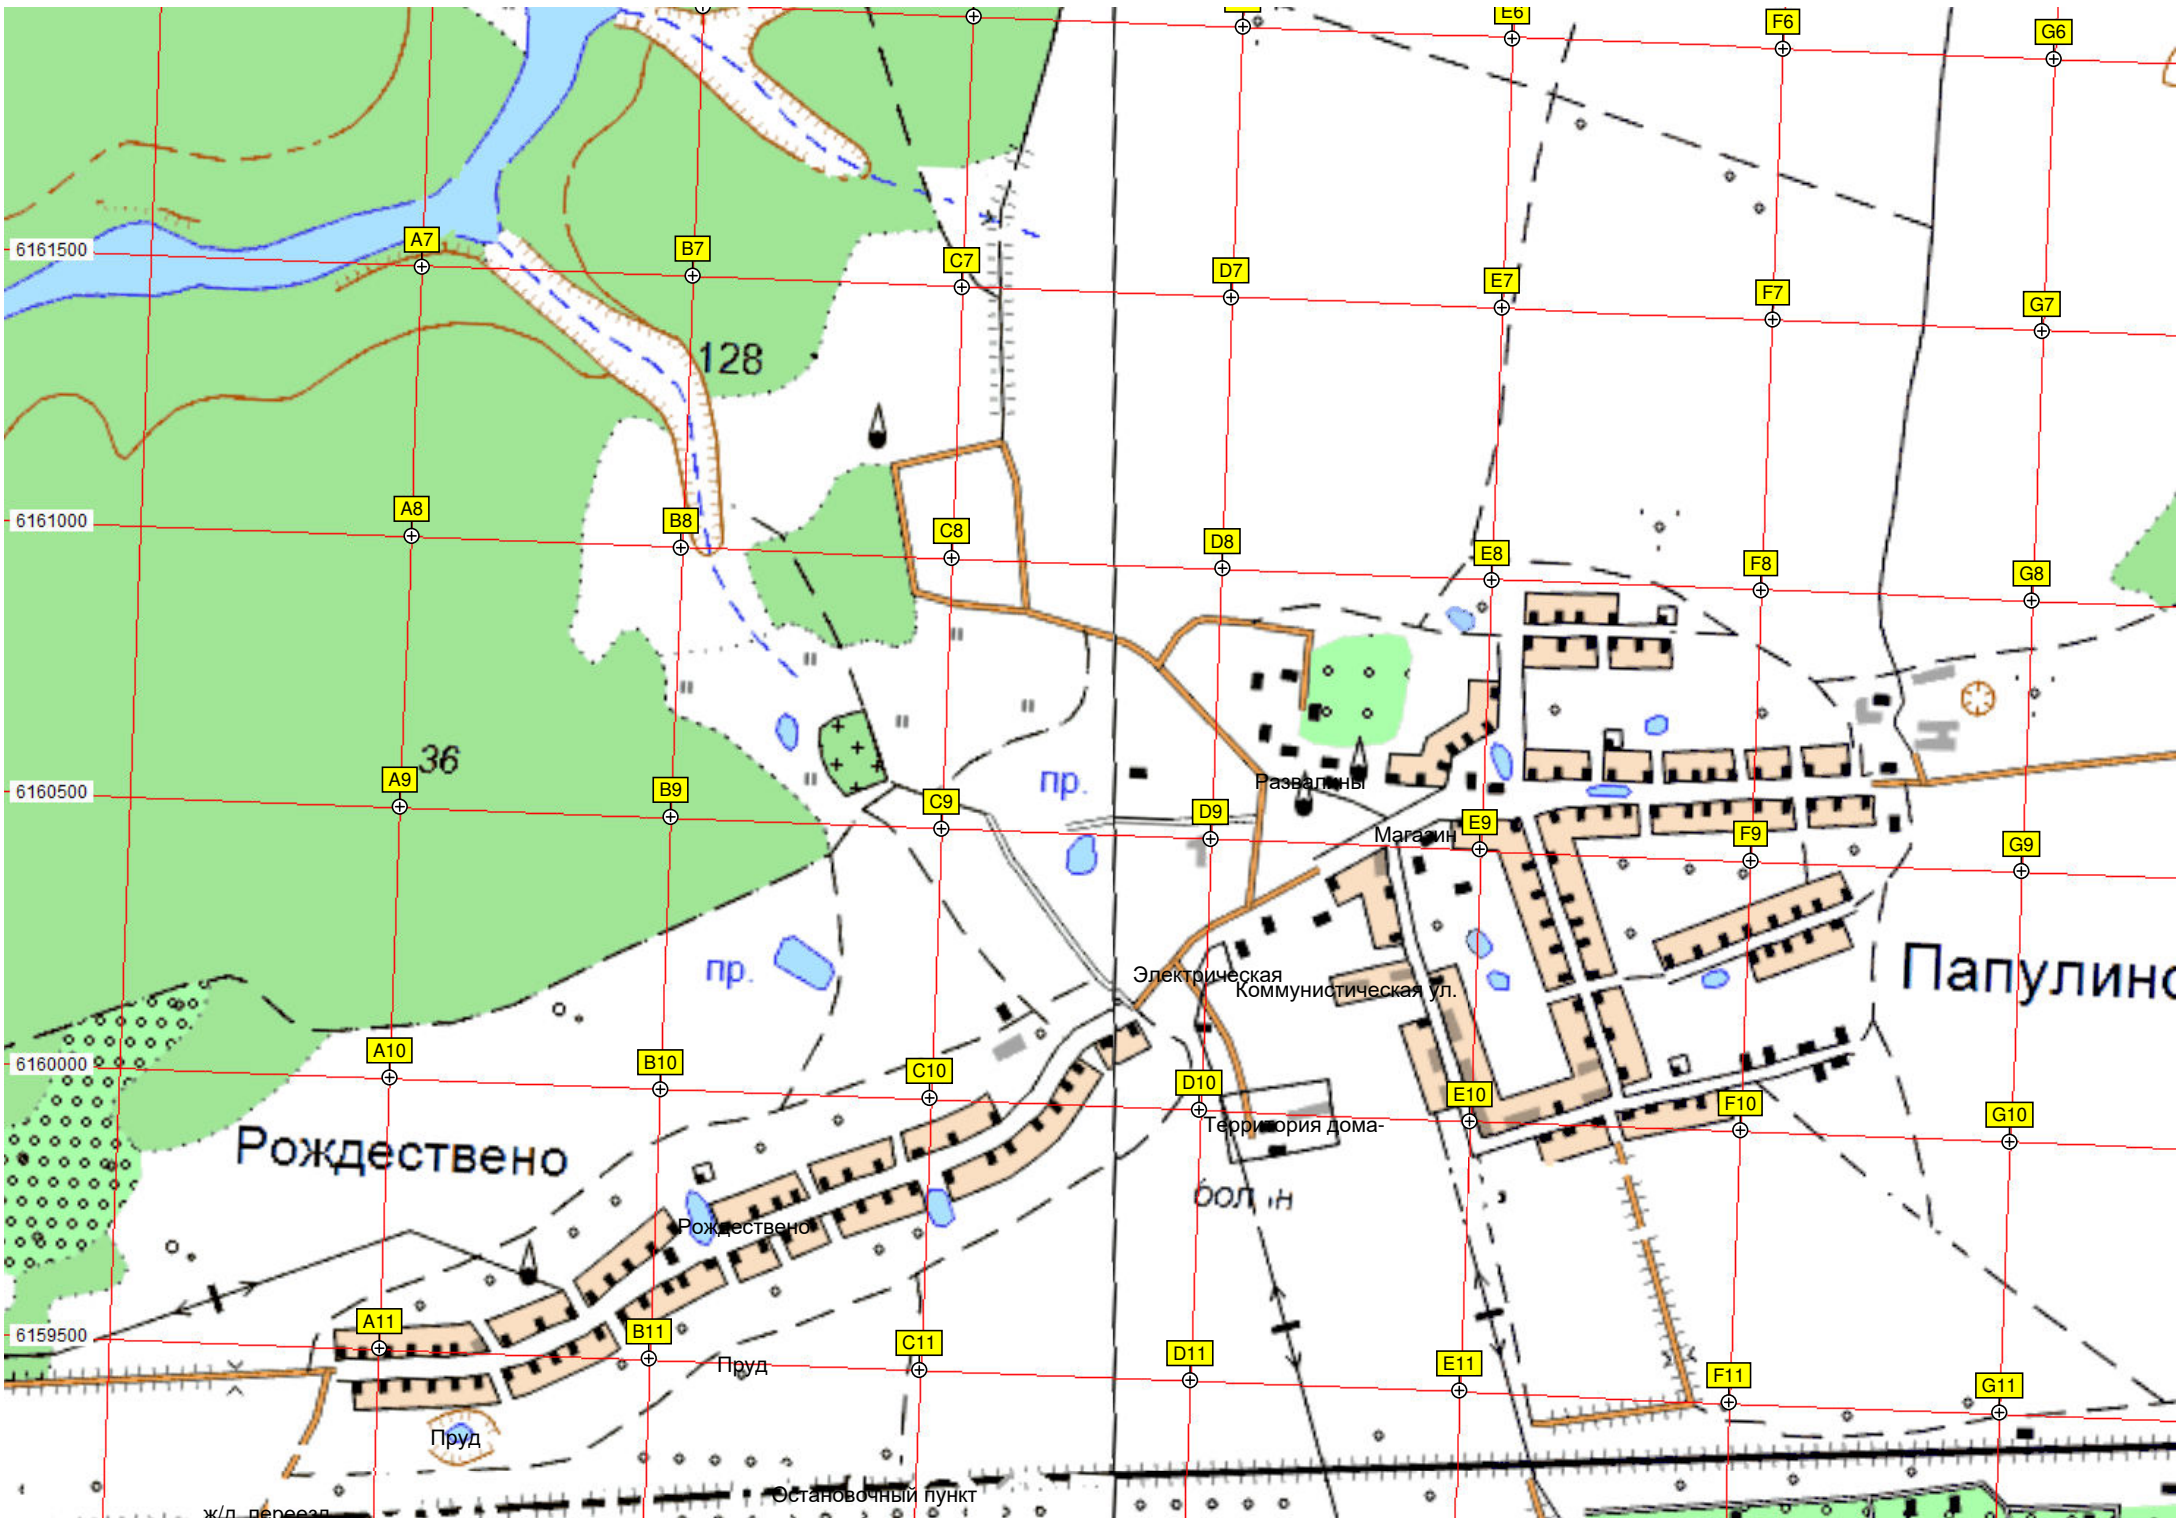 E6
F6
G6
6161500
A7
B7
C7
D7
E7
F7
G7
128
6161000
A8
B8
C8
D8
E8
F8
G8
36
6160500
A9
B9
C9
D9
E9
F9
G9
пр.
Развалины
Магазин
пр.
Электрическая
Коммунистическая ул.
Папулино
6160000
A10
B10
C10
D10
E10
F10
G10
Территория дома-
Рождествено
Рождествено
6159500
A11
B11
C11
D11
E11
F11
G11
Пруд
Пруд
Остановочный пункт
ж/д. переезд